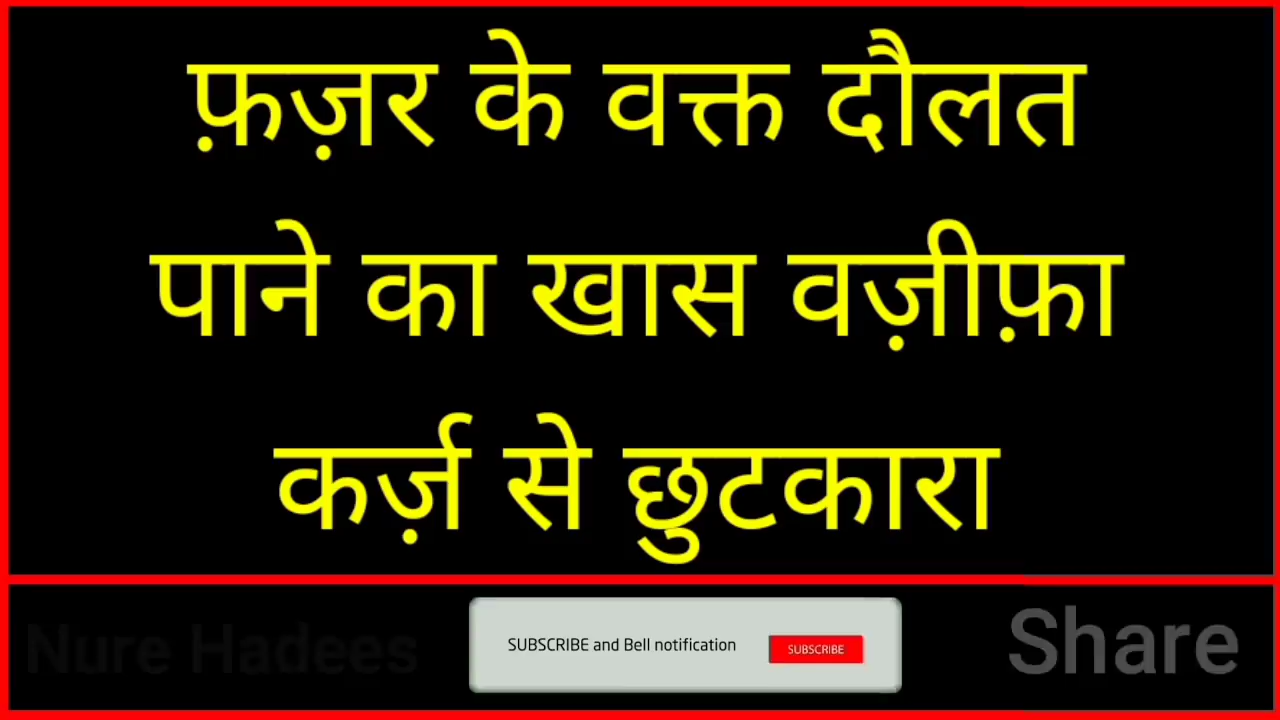 फ़ज़र के वक्त दौलत
पाने का खास वज़ीफ़ा
कर्ज़ से छुटकारा
Nure Hadees
SUBSCRIBE and Bell notification
SUBSCRIBE
Share